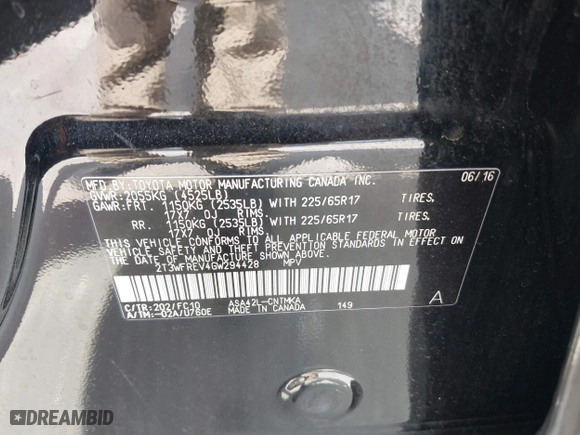 MFD.BY:TOYOTA MOTOR MANUFACTURING CANADA INC. 06/16
GVWR:2055KG (4525LB)
GAWR:FRT. 1150KG (2535LB) WITH 225/65R17 TIRES.
17X7 0J RIMS.
RR. 1150KG (2535LB) WITH 225/65R17 TIRES.
17X7 0J RIMS.
THIS VEHICLE CONFORMS TO ALL APPLICABLE FEDERAL MOTOR
VEHICLE SAFETY AND THEFT PREVENTION STANDARDS IN EFFECT ON
THE DATE OF MANUFACTURE SHOWN ABOVE.
2T3WFREV4GW294428 MPV
C/TR:202/FC10 ASA42L-CNTMKA 149 A
A/TM:-02A/U760E MADE IN CANADA
DREAMBID